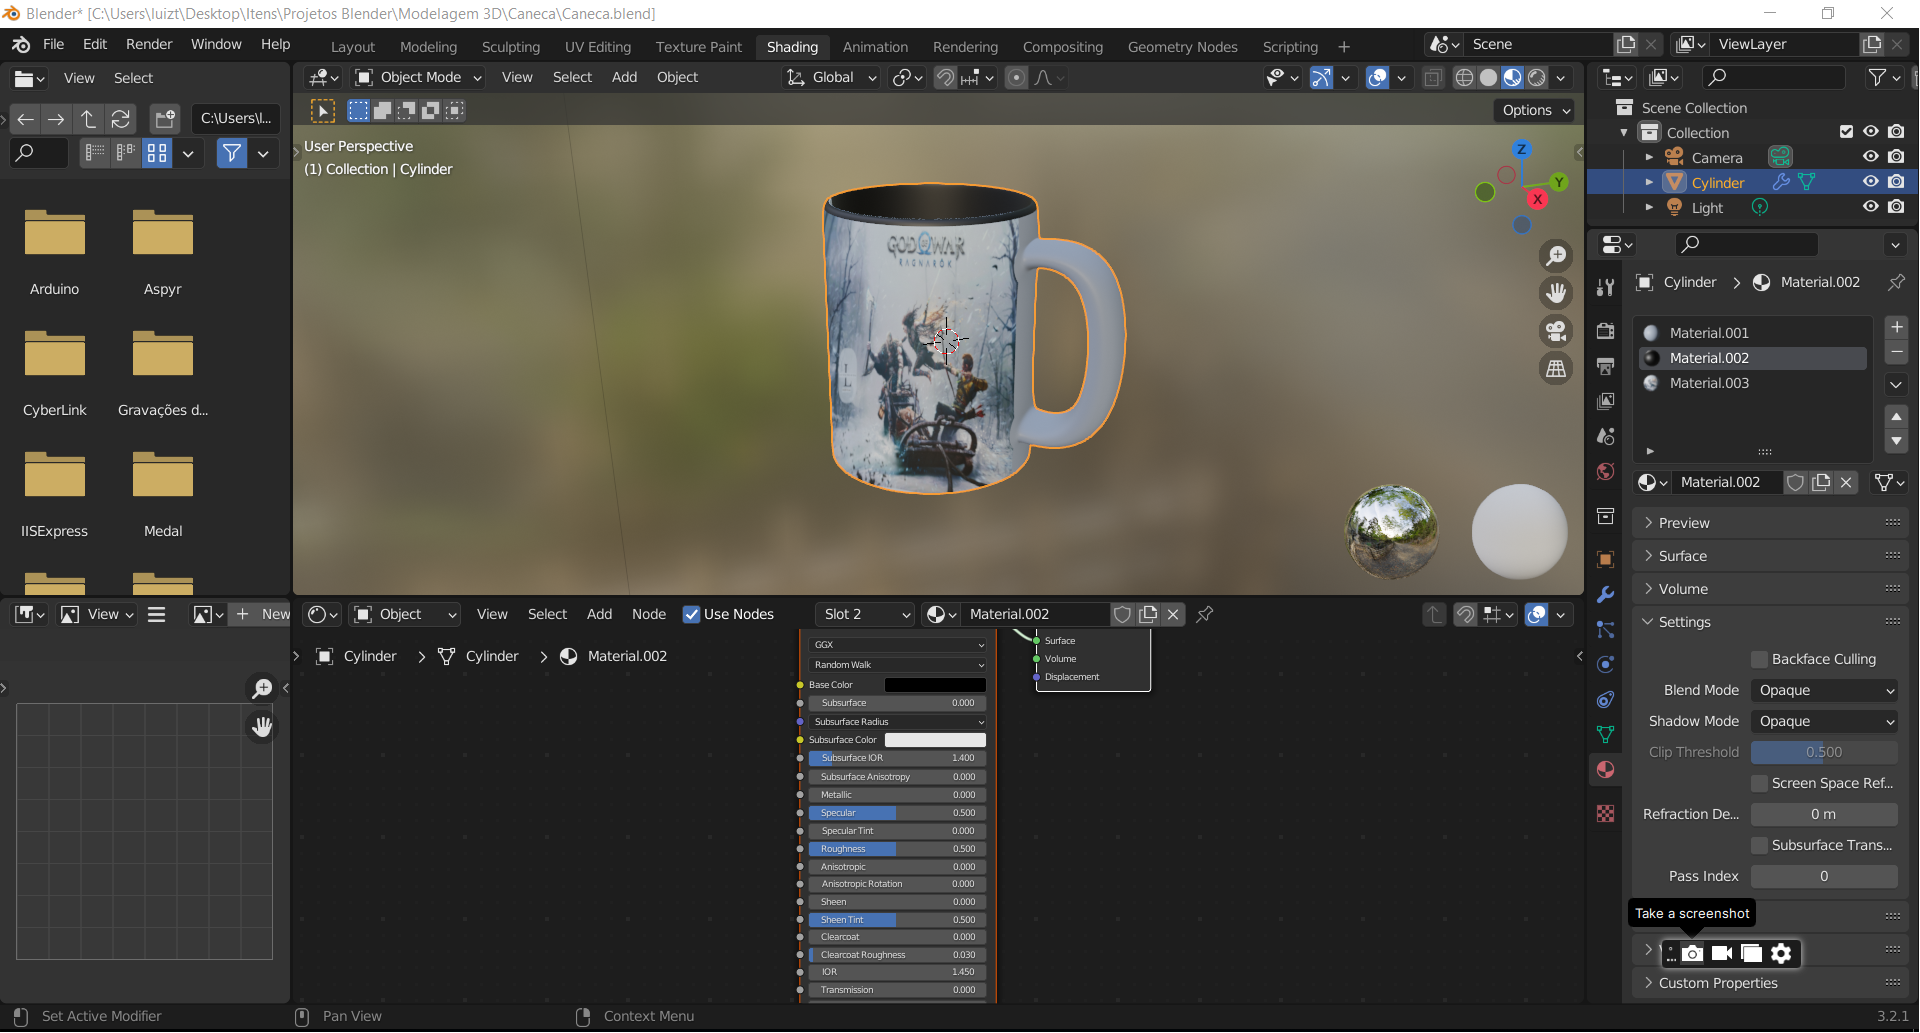 Blender* [C:\Users\luizt\Desktop\Itens\Projetos Blender\Modelagem 3D\Caneca\Caneca.blend]
File Edit Render Window Help
Layout Modeling Sculpting UV Editing Texture Paint Shading Animation Rendering Compositing Geometry Nodes Scripting +
Scene
ViewLayer
View Select
Object Mode View Select Add Object
Global
C:\Users\l...
Options
User Perspective
(1) Collection | Cylinder
Z
Y
X
GOD WAR
RAGNARÖK
Arduino
Aspyr
CyberLink
Gravações d...
IISExpress
Medal
Scene Collection
Collection
Camera
Cylinder
Light
Cylinder > Material.002
Material.001
Material.002
Material.003
Material.002
Preview
Surface
Volume
Settings
Backface Culling
Blend Mode Opaque
Shadow Mode Opaque
Clip Threshold 0.500
Screen Space Ref...
Refraction De... 0 m
Subsurface Trans...
Pass Index 0
Take a screenshot
Custom Properties
View
New
Object View Select Add Node Use Nodes
Slot 2
Material.002
Cylinder > Cylinder > Material.002
GGX
Random Walk
Base Color
Subsurface 0.000
Subsurface Radius
Subsurface Color
Subsurface IOR 1.400
Subsurface Anisotropy 0.000
Metallic 0.000
Specular 0.500
Specular Tint 0.000
Roughness 0.500
Anisotropic 0.000
Anisotropic Rotation 0.000
Sheen 0.000
Sheen Tint 0.500
Clearcoat 0.000
Clearcoat Roughness 0.030
IOR 1.450
Transmission 0.000
Surface
Volume
Displacement
Set Active Modifier
Pan View
Context Menu
3.2.1